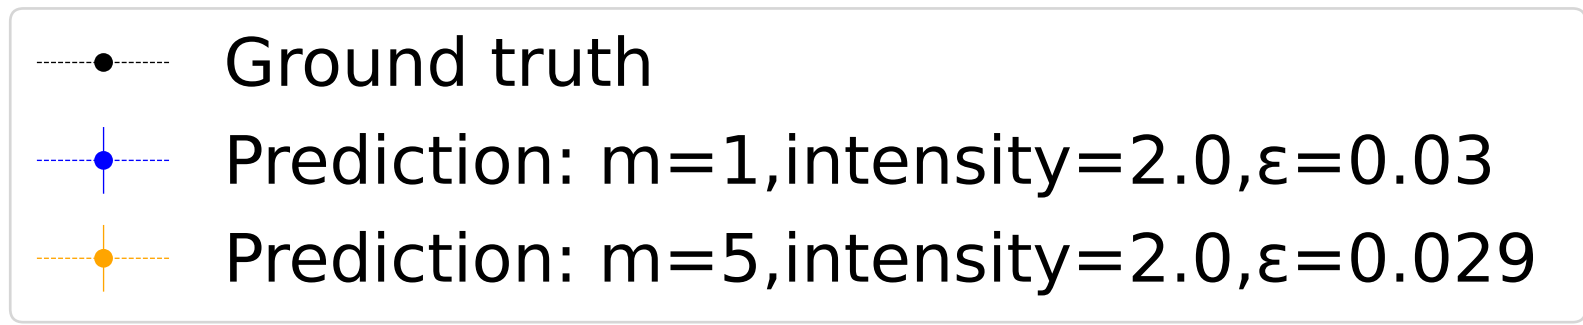 Ground truth
Prediction: m=1,intensity=2.0,ε=0.03
Prediction: m=5,intensity=2.0,ε=0.029